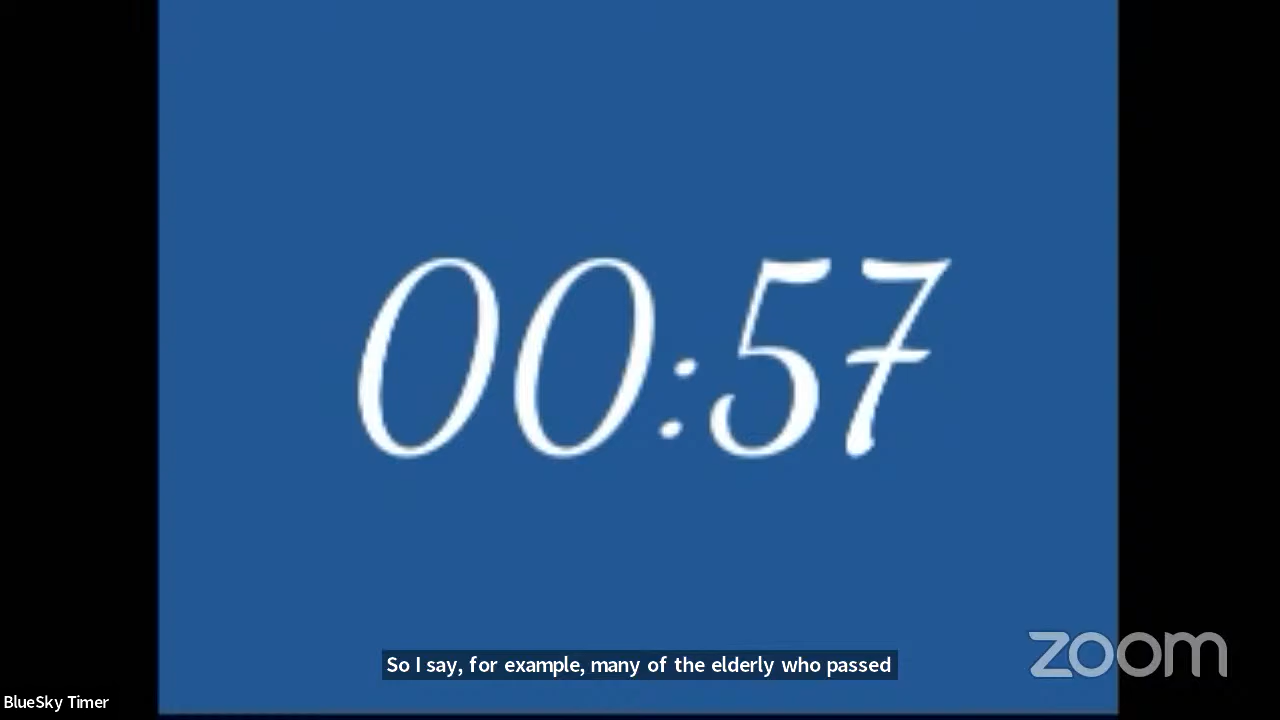 00:57
So I say, for example, many of the elderly who passed
zoom
BlueSky Timer